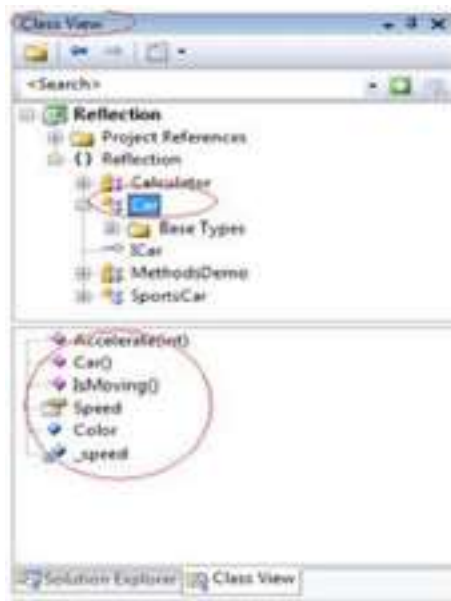 Class View
<Search>
Reflection
Project References
{} Reflection
Calculator
Car
Base Types
ICar
MethodsDemo
SportsCar
Accelerate(int)
Car()
IsMoving()
Speed
Color
_speed
Solution Explorer Class View